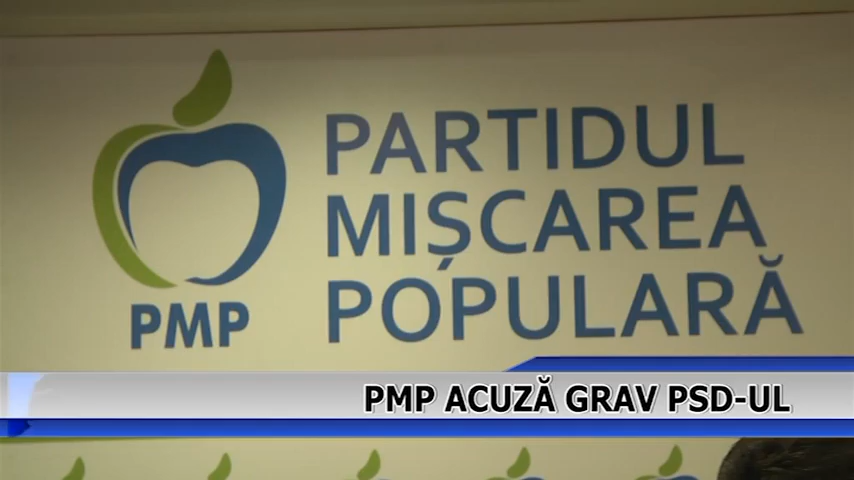 PARTIDUL
MIȘCAREA
POPULARĂ
PMP
PMP ACUZĂ GRAV PSD-UL